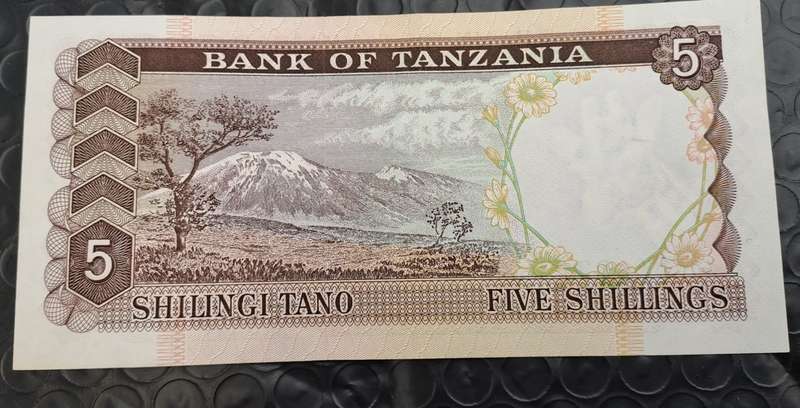 BANK OF TANZANIA
5
5
SHILINGI TANO
FIVE SHILLINGS